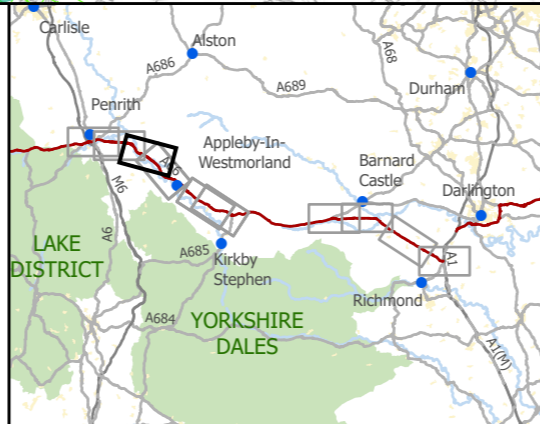 Carlisle
Alston
A68
A686
A689
Durham
Penrith
Appleby-In-
Westmorland
Barnard
Castle
Darlington
M6
A6
LAKE
DISTRICT
A685
Kirkby
Stephen
A1
Richmond
A684
YORKSHIRE
DALES
A1(M)